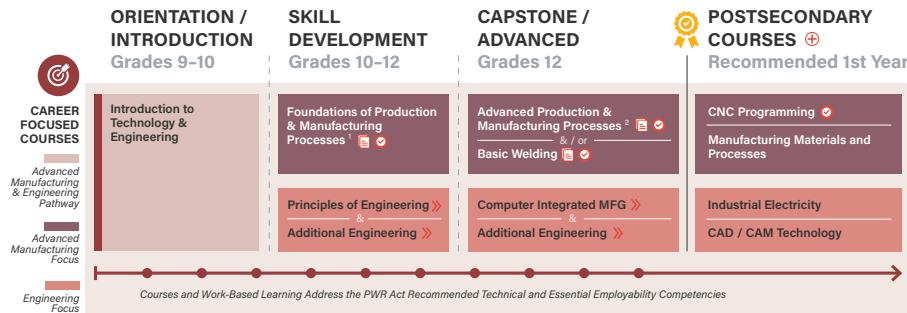 ORIENTATION /
INTRODUCTION
Grades 9–10
SKILL
DEVELOPMENT
Grades 10–12
CAPSTONE /
ADVANCED
Grade 12
POSTSECONDARY
COURSES
Recommended 1st Year
CAREER
FOCUSED
COURSES
Advanced
Manufacturing
& Engineering
Pathway
Advanced
Manufacturing
Focus
Engineering
Focus
Introduction to
Technology &
Engineering
Foundations of Production
& Manufacturing
Processes 1
Principles of Engineering
&
Additional Engineering
Advanced Production &
Manufacturing Processes 2
& / or
Basic Welding
Computer Integrated MFG
&
Additional Engineering
CNC Programming
Manufacturing Materials and
Processes
Industrial Electricity
CAD / CAM Technology
Courses and Work-Based Learning Address the PWR Act Recommended Technical and Essential Employability Competencies